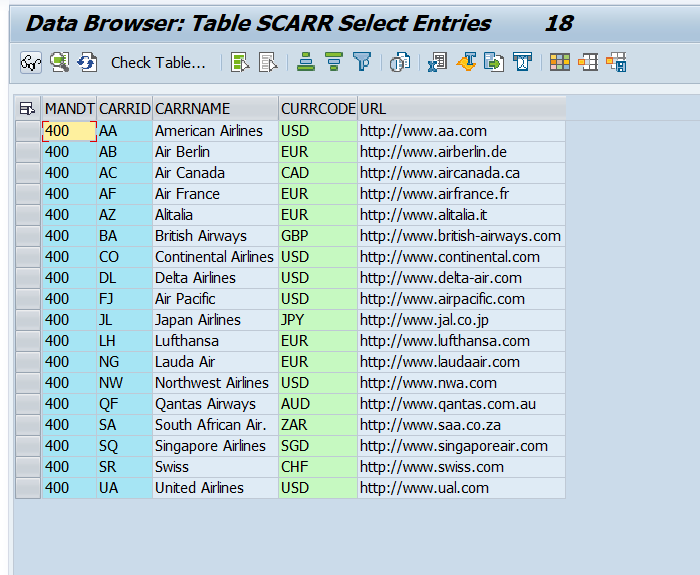 Data Browser: Table SCARR Select Entries 18
Check Table...
MANDT CARRID CARRNAME CURRCODE URL
400 AA American Airlines USD http://www.aa.com
400 AB Air Berlin EUR http://www.airberlin.de
400 AC Air Canada CAD http://www.aircanada.ca
400 AF Air France EUR http://www.airfrance.fr
400 AZ Alitalia EUR http://www.alitalia.it
400 BA British Airways GBP http://www.british-airways.com
400 CO Continental Airlines USD http://www.continental.com
400 DL Delta Airlines USD http://www.delta-air.com
400 FJ Air Pacific USD http://www.airpacific.com
400 JL Japan Airlines JPY http://www.jal.co.jp
400 LH Lufthansa EUR http://www.lufthansa.com
400 NG Lauda Air EUR http://www.laudaair.com
400 NW Northwest Airlines USD http://www.nwa.com
400 QF Qantas Airways AUD http://www.qantas.com.au
400 SA South African Air. ZAR http://www.saa.co.za
400 SQ Singapore Airlines SGD http://www.singaporeair.com
400 SR Swiss CHF http://www.swiss.com
400 UA United Airlines USD http://www.ual.com